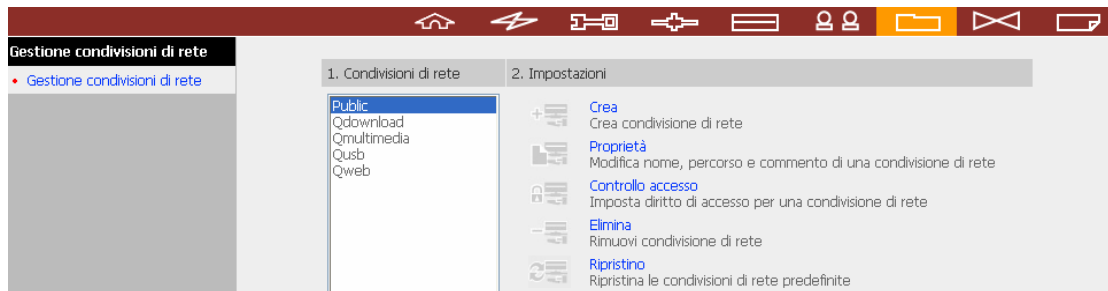 Gestione condivisioni di rete
Gestione condivisioni di rete
1. Condivisioni di rete
2. Impostazioni
Public
Qdownload
Qmultimedia
Qusb
Qweb
Crea
Crea condivisione di rete
Proprietà
Modifica nome, percorso e commento di una condivisione di rete
Controllo accesso
Imposta diritto di accesso per una condivisione di rete
Elimina
Rimuovi condivisione di rete
Ripristino
Ripristina le condivisioni di rete predefinite